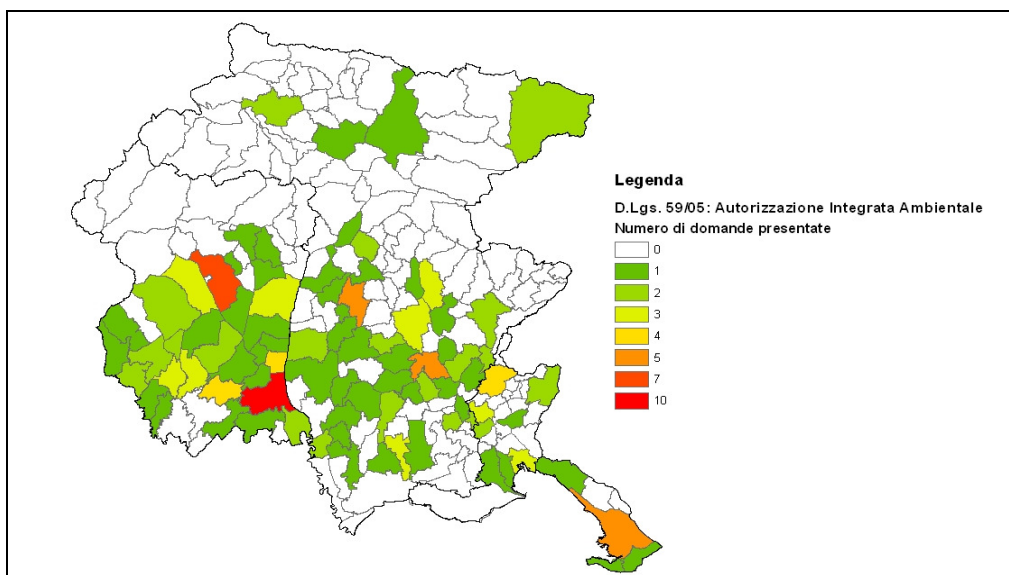 Legenda
D.Lgs. 59/05: Autorizzazione Integrata Ambientale
Numero di domande presentate
0
1
2
3
4
5
7
10